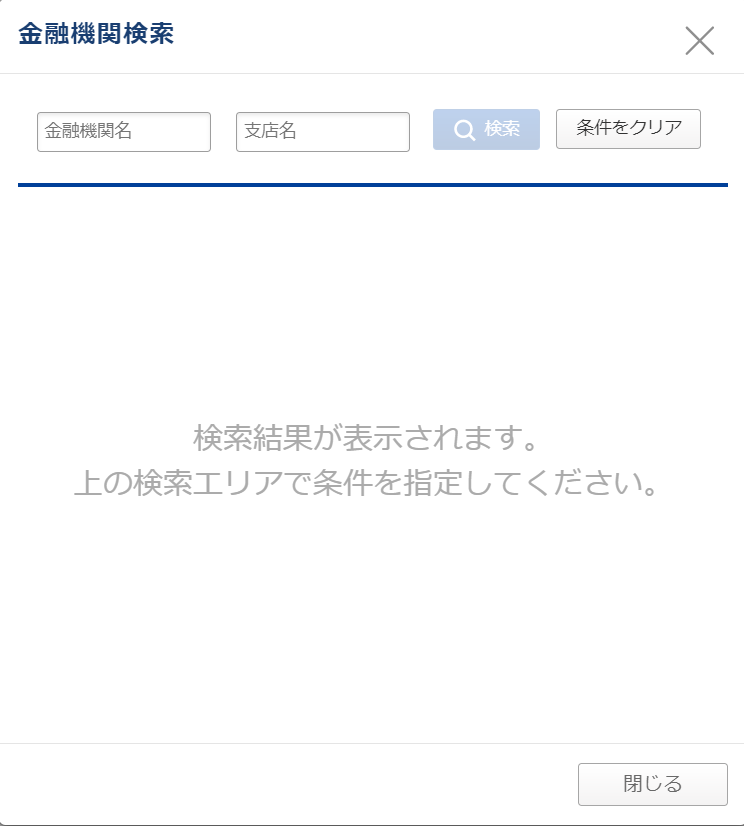 金融機関検索
金融機関名
支店名
検索
条件をクリア
検索結果が表示されます。
上の検索エリアで条件を指定してください。
閉じる